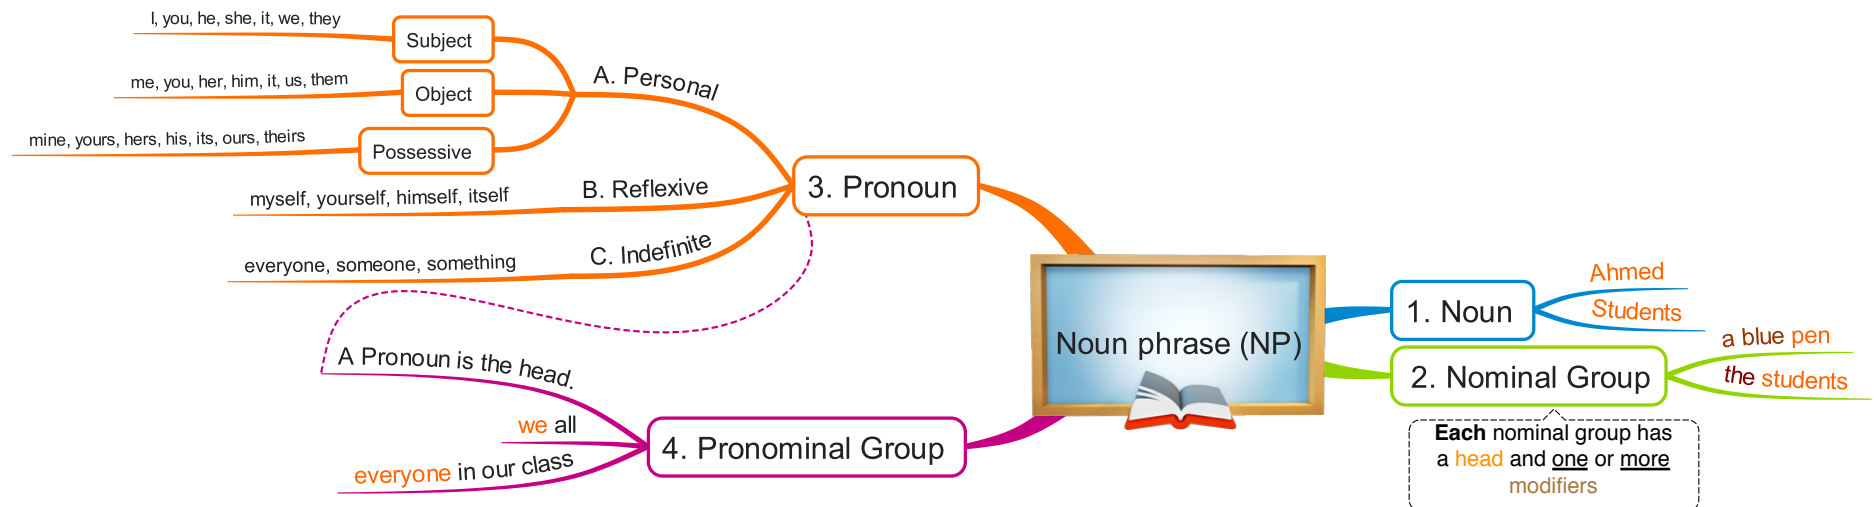 I, you, he, she, it, we, they
Subject
me, you, her, him, it, us, them
Object
mine, yours, hers, his, its, ours, theirs
Possessive
A. Personal
myself, yourself, himself, itself
B. Reflexive
everyone, someone, something
C. Indefinite
3. Pronoun
Noun phrase (NP)
1. Noun
Ahmed
Students
2. Nominal Group
a blue pen
the students
Each nominal group has
a head and one or more
modifiers
4. Pronominal Group
A Pronoun is the head.
we all
everyone in our class